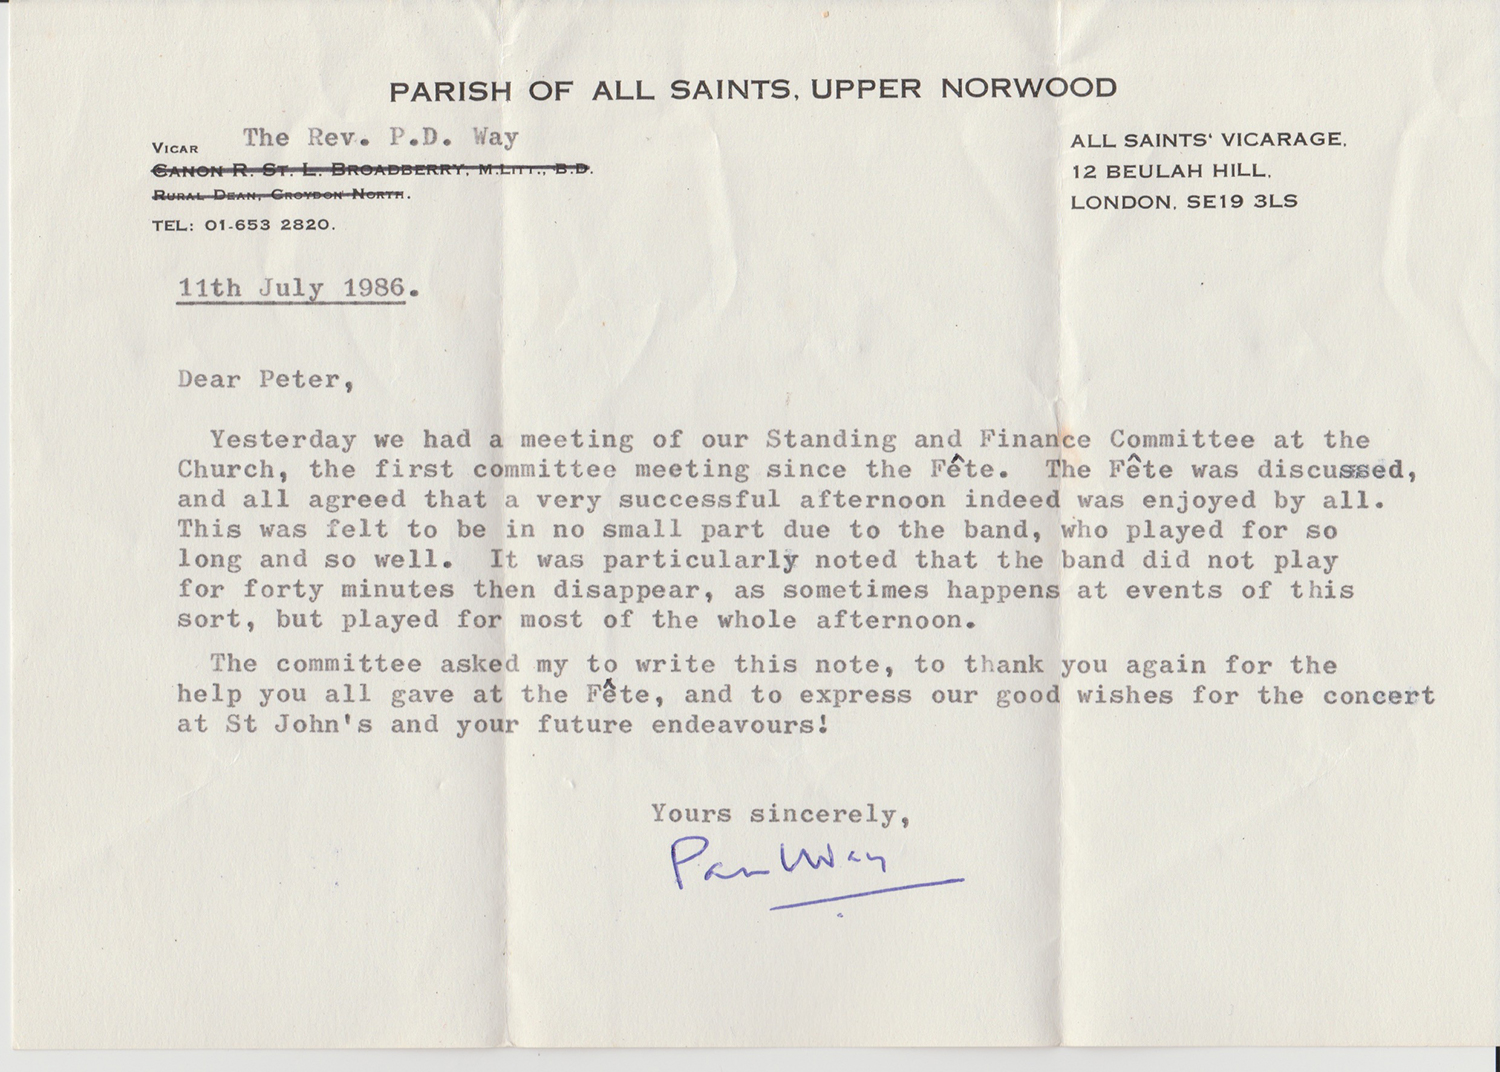 PARISH OF ALL SAINTS, UPPER NORWOOD
VICAR The Rev. P.D. Way
CANON R. ST. L. BROADBERRY, M.LITT., B.D.
RURAL DEAN, CROYDON NORTH.
TEL: 01-653 2820.
ALL SAINTS' VICARAGE,
12 BEULAH HILL,
LONDON, SE19 3LS
11th July 1986.
Dear Peter,
Yesterday we had a meeting of our Standing and Finance Committee at the
Church, the first committee meeting since the Fête. The Fête was discussed,
and all agreed that a very successful afternoon indeed was enjoyed by all.
This was felt to be in no small part due to the band, who played for so
long and so well. It was particularly noted that the band did not play
for forty minutes then disappear, as sometimes happens at events of this
sort, but played for most of the whole afternoon.
The committee asked my to write this note, to thank you again for the
help you all gave at the Fête, and to express our good wishes for the concert
at St John's and your future endeavours!
Yours sincerely,
Way